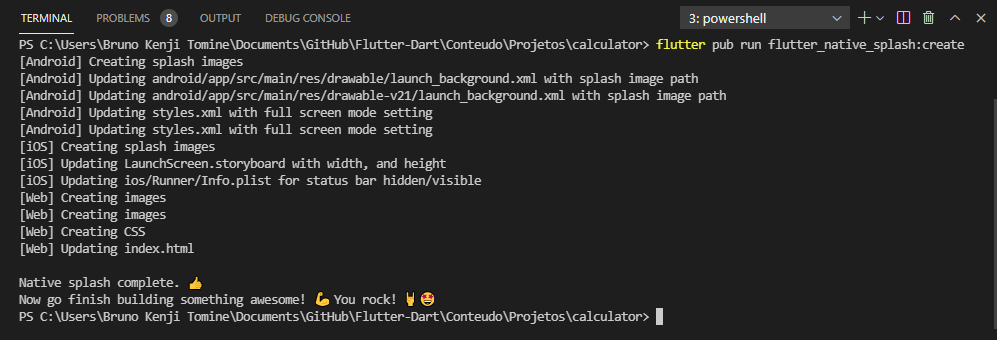 TERMINAL PROBLEMS 8 OUTPUT DEBUG CONSOLE 3: powershell
PS C:\Users\Bruno Kenji Tomine\Documents\GitHub\Flutter-Dart\Conteudo\Projetos\calculator> flutter pub run flutter_native_splash:create
[Android] Creating splash images
[Android] Updating android/app/src/main/res/drawable/launch_background.xml with splash image path
[Android] Updating android/app/src/main/res/drawable-v21/launch_background.xml with splash image path
[Android] Updating styles.xml with full screen mode setting
[Android] Updating styles.xml with full screen mode setting
[iOS] Creating splash images
[iOS] Updating LaunchScreen.storyboard with width, and height
[iOS] Updating ios/Runner/Info.plist for status bar hidden/visible
[Web] Creating images
[Web] Creating images
[Web] Creating CSS
[Web] Updating index.html
Native splash complete. 👍
Now go finish building something awesome! 💪 You rock! 🤘🤩
PS C:\Users\Bruno Kenji Tomine\Documents\GitHub\Flutter-Dart\Conteudo\Projetos\calculator>